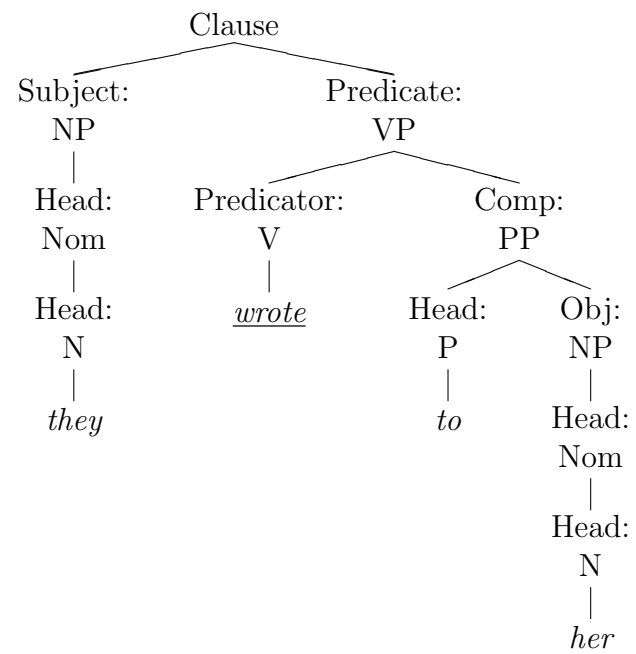 Clause
Subject: Predicate:
NP VP
Head: Predicator: Comp:
Nom V PP
Head: wrote Head: Obj:
N P NP
they to Head:
Nom
Head:
N
her